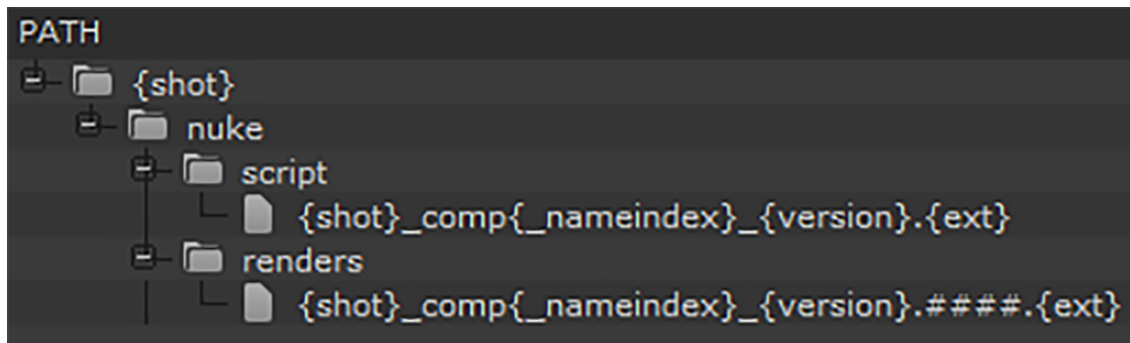 PATH
{shot}
nuke
script
{shot}_comp{_nameindex}_{version}.{ext}
renders
{shot}_comp{_nameindex}_{version}.####.{ext}